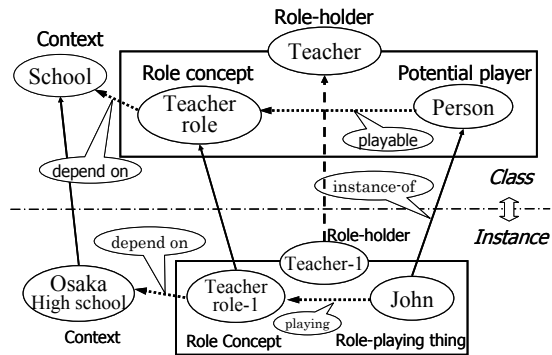 Role-holder
Context
Teacher
School
Role concept
Potential player
Teacher
role
Person
playable
depend on
instance-of
Class
Instance
depend on
Role-holder
Teacher-1
Osaka
High school
Teacher
role-1
John
playing
Context
Role Concept
Role-playing thing